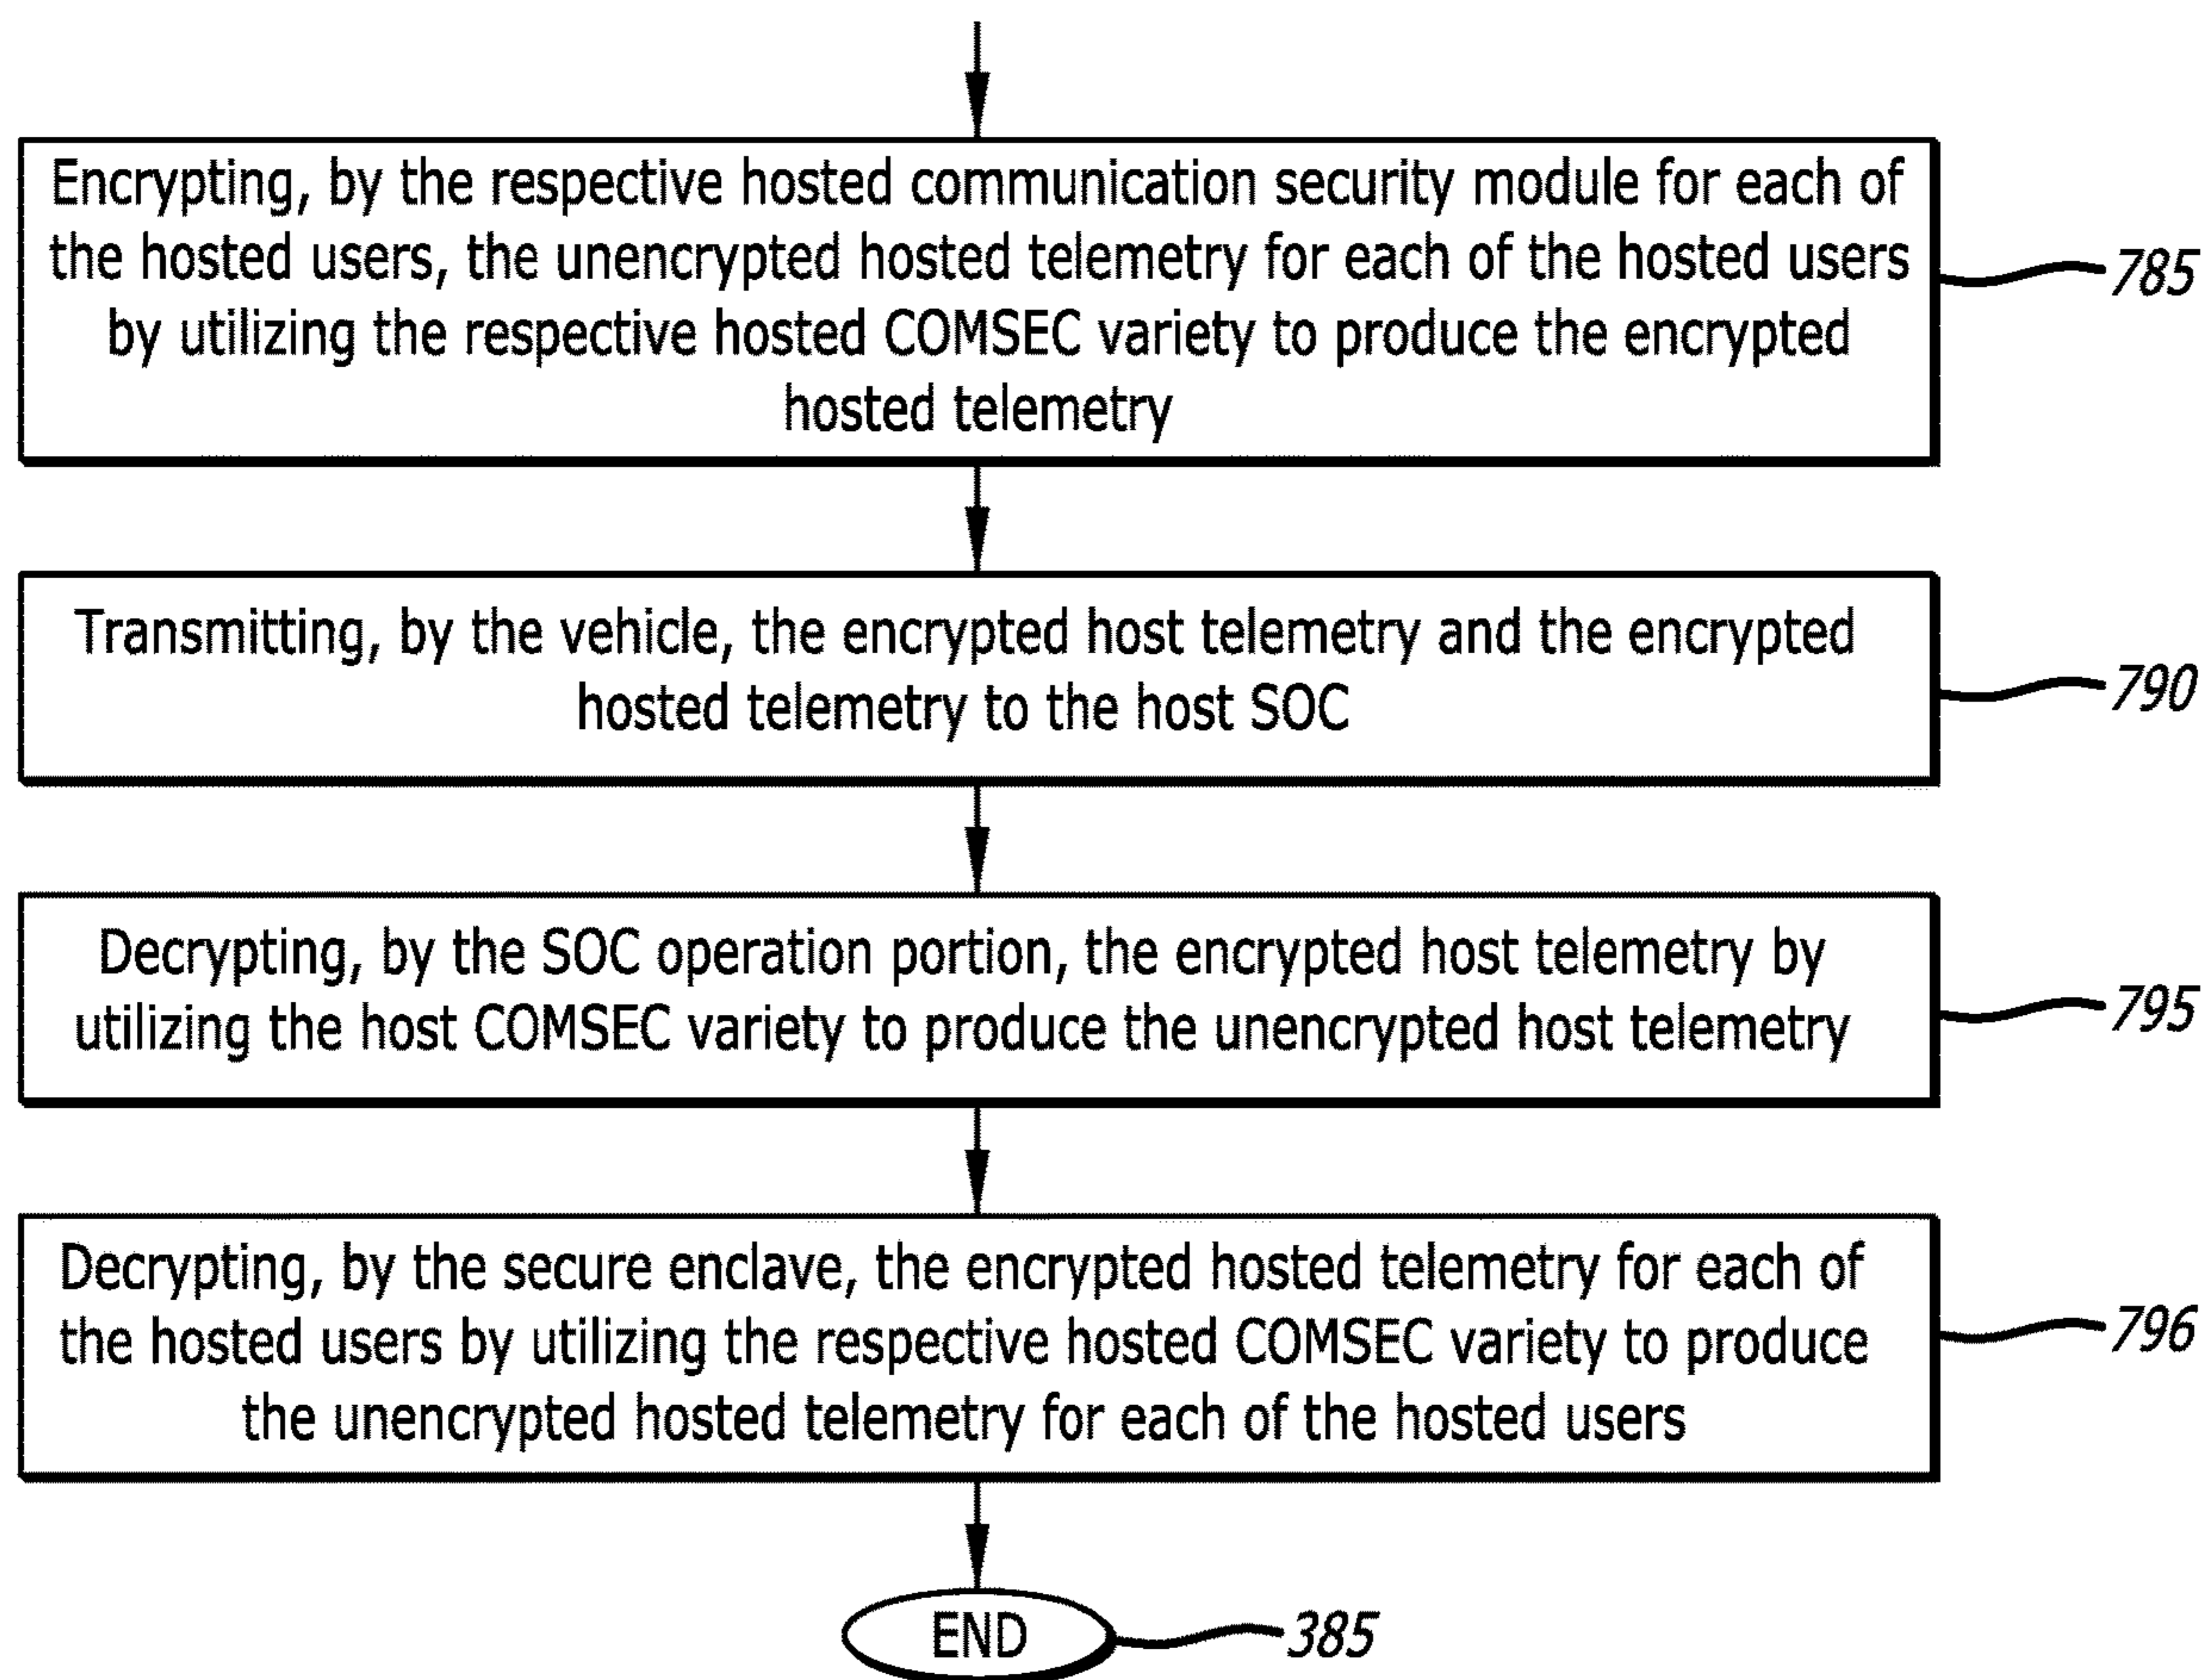 Encrypting, by the respective hosted communication security module for each of
the hosted users, the unencrypted hosted telemetry for each of the hosted users
by utilizing the respective hosted COMSEC variety to produce the encrypted
hosted telemetry
785
Transmitting, by the vehicle, the encrypted host telemetry and the encrypted
hosted telemetry to the host SOC
790
Decrypting, by the SOC operation portion, the encrypted host telemetry by
utilizing the host COMSEC variety to produce the unencrypted host telemetry
795
Decrypting, by the secure enclave, the encrypted hosted telemetry for each of
the hosted users by utilizing the respective hosted COMSEC variety to produce
the unencrypted hosted telemetry for each of the hosted users
796
END
385